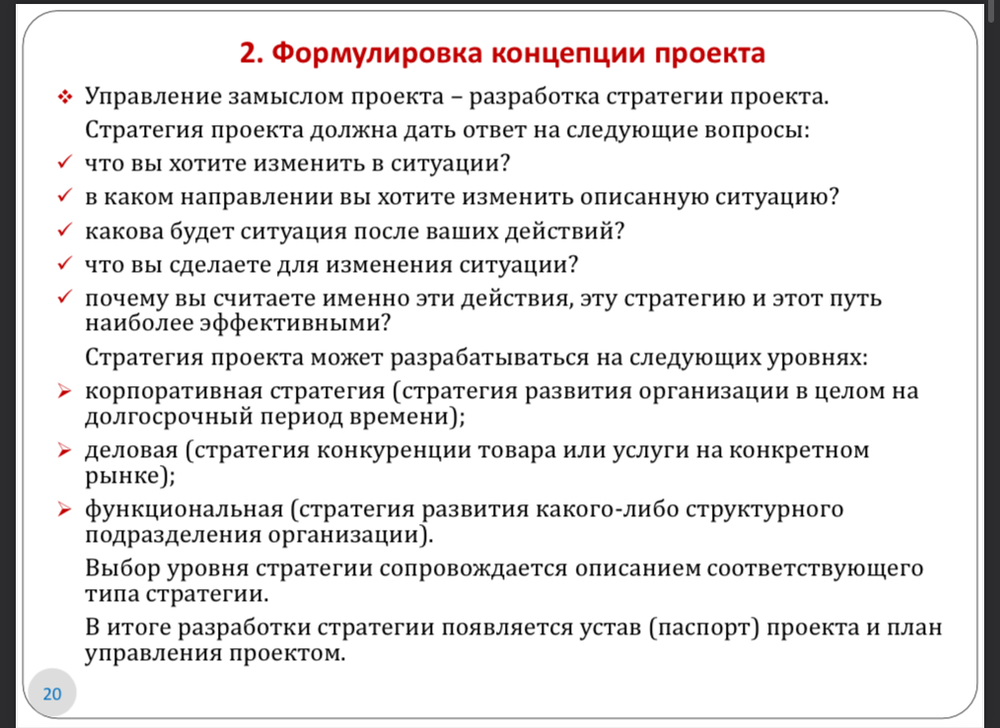 2. Формулировка концепции проекта
❖ Управление замыслом проекта – разработка стратегии проекта.
Стратегия проекта должна дать ответ на следующие вопросы:
✓ что вы хотите изменить в ситуации?
✓ в каком направлении вы хотите изменить описанную ситуацию?
✓ какова будет ситуация после ваших действий?
✓ что вы сделаете для изменения ситуации?
✓ почему вы считаете именно эти действия, эту стратегию и этот путь
наиболее эффективными?
Стратегия проекта может разрабатываться на следующих уровнях:
➢ корпоративная стратегия (стратегия развития организации в целом на
долгосрочный период времени);
➢ деловая (стратегия конкуренции товара или услуги на конкретном
рынке);
➢ функциональная (стратегия развития какого-либо структурного
подразделения организации).
Выбор уровня стратегии сопровождается описанием соответствующего
типа стратегии.
В итоге разработки стратегии появляется устав (паспорт) проекта и план
управления проектом.
20